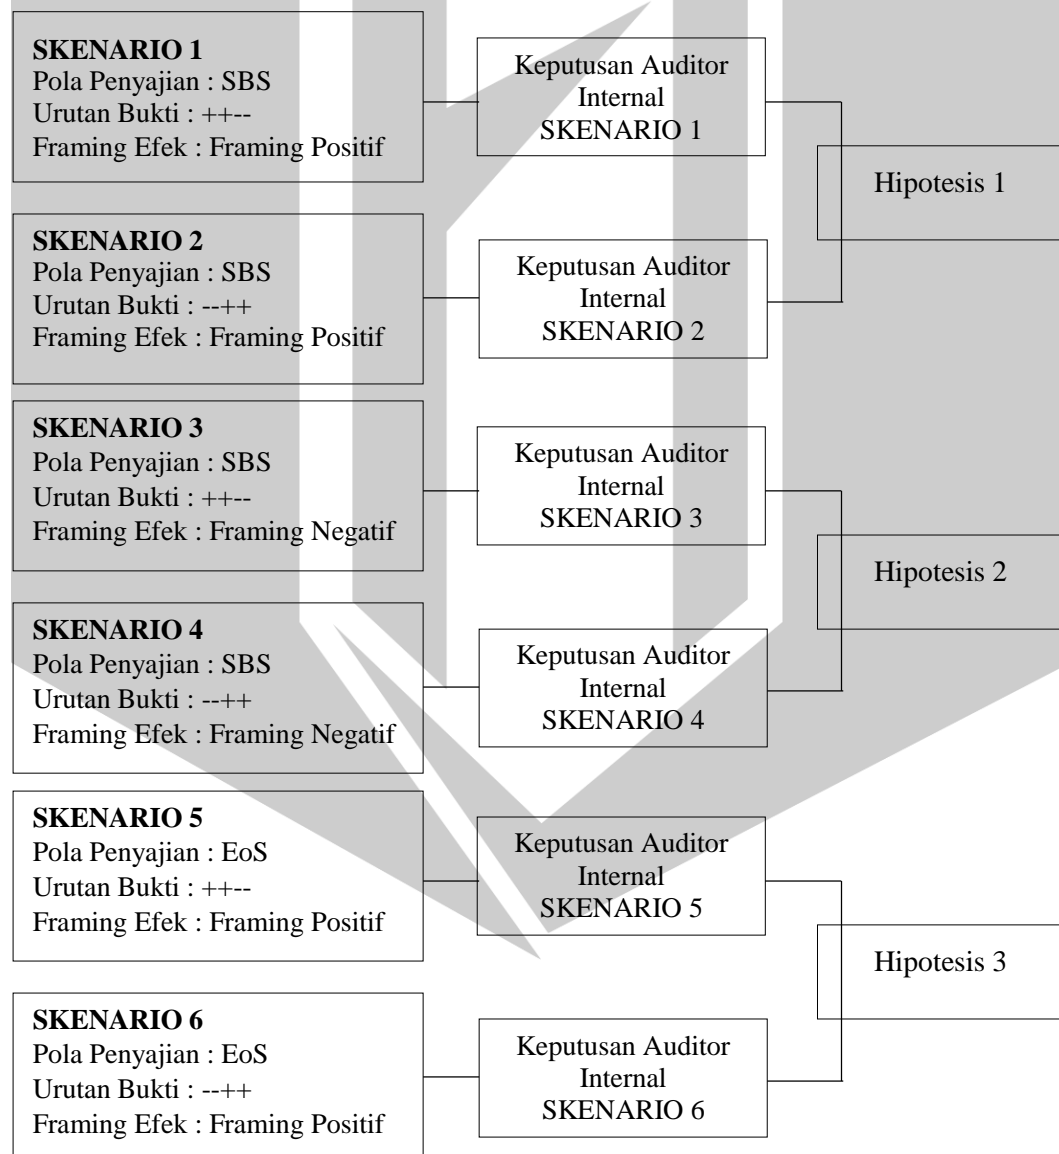 SKENARIO 1
Pola Penyajian : SBS
Urutan Bukti : ++--
Framing Efek : Framing Positif
Keputusan Auditor
Internal
SKENARIO 1
Hipotesis 1
SKENARIO 2
Pola Penyajian : SBS
Urutan Bukti : --++
Framing Efek : Framing Positif
Keputusan Auditor
Internal
SKENARIO 2
SKENARIO 3
Pola Penyajian : SBS
Urutan Bukti : ++--
Framing Efek : Framing Negatif
Keputusan Auditor
Internal
SKENARIO 3
Hipotesis 2
SKENARIO 4
Pola Penyajian : SBS
Urutan Bukti : --++
Framing Efek : Framing Negatif
Keputusan Auditor
Internal
SKENARIO 4
SKENARIO 5
Pola Penyajian : EoS
Urutan Bukti : ++--
Framing Efek : Framing Positif
Keputusan Auditor
Internal
SKENARIO 5
Hipotesis 3
SKENARIO 6
Pola Penyajian : EoS
Urutan Bukti : --++
Framing Efek : Framing Positif
Keputusan Auditor
Internal
SKENARIO 6